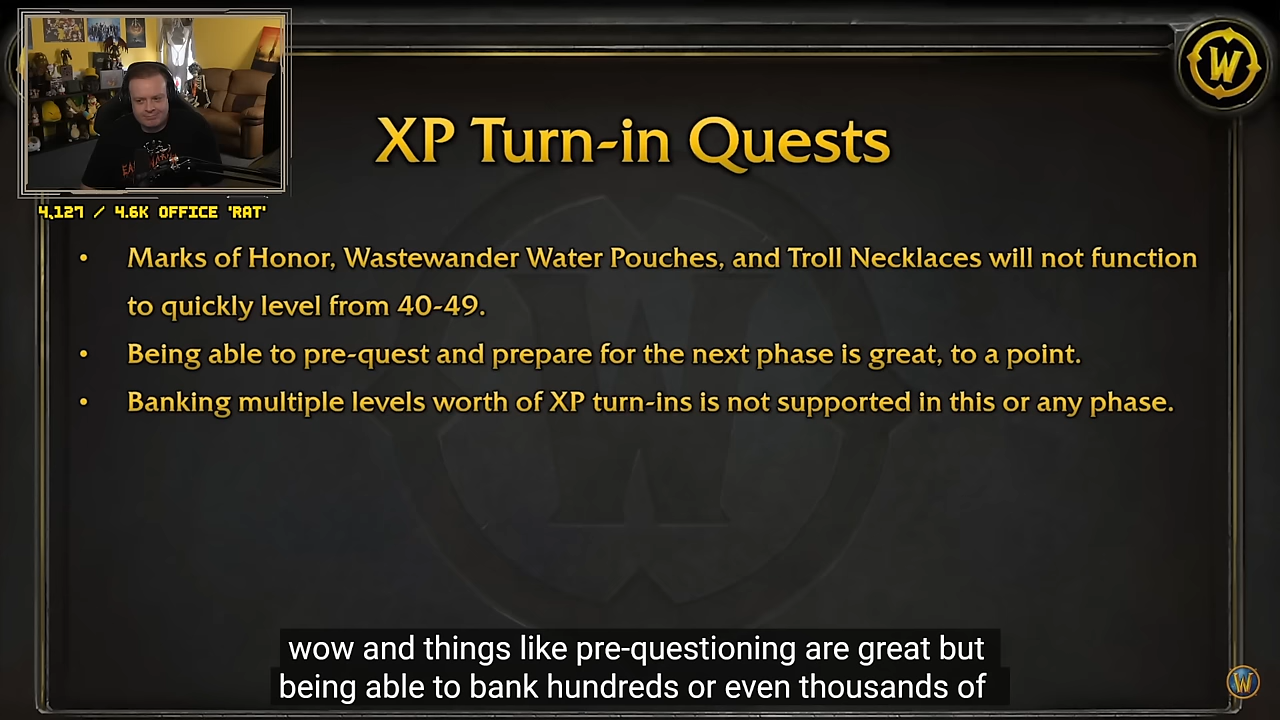 XP Turn-in Quests
4,127 / 4.6K OFFICE 'RAT'
• Marks of Honor, Wastewander Water Pouches, and Troll Necklaces will not function
to quickly level from 40-49.
• Being able to pre-quest and prepare for the next phase is great, to a point.
• Banking multiple levels worth of XP turn-ins is not supported in this or any phase.
wow and things like pre-questioning are great but
being able to bank hundreds or even thousands of